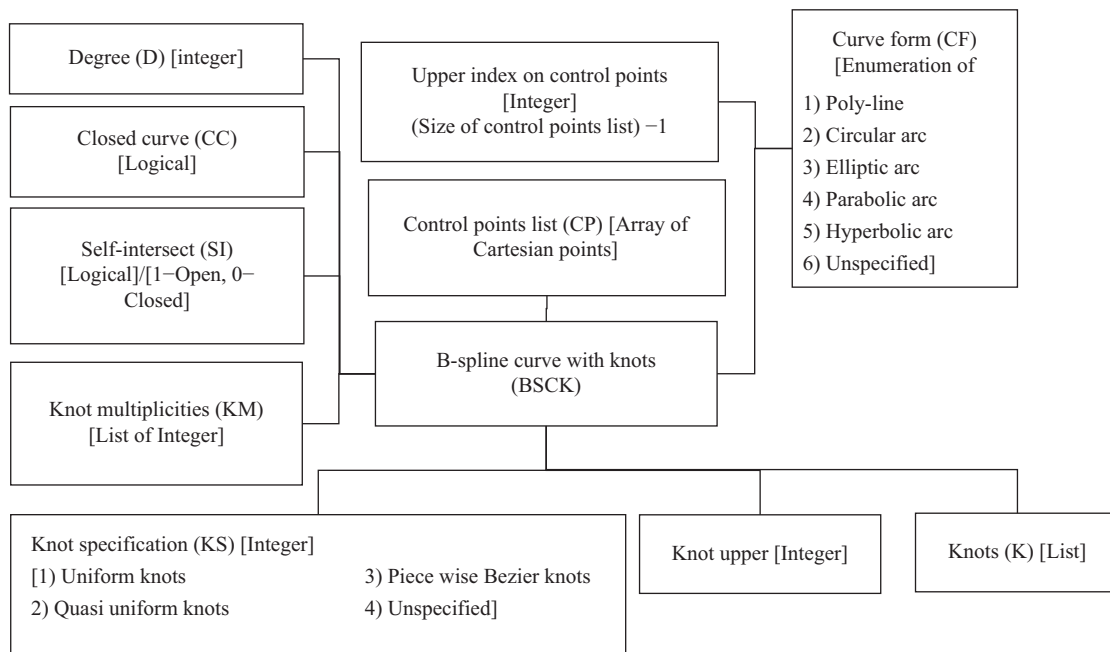 Degree (D) [integer]
Closed curve (CC)
[Logical]
Self-intersect (SI)
[Logical]/[1−Open, 0−
Closed]
Knot multiplicities (KM)
[List of Integer]
Upper index on control points
[Integer]
(Size of control points list) −1
Control points list (CP) [Array of
Cartesian points]
B-spline curve with knots
(BSCK)
Curve form (CF)
[Enumeration of
1) Poly-line
2) Circular arc
3) Elliptic arc
4) Parabolic arc
5) Hyperbolic arc
6) Unspecified]
Knot specification (KS) [Integer]
[1) Uniform knots
2) Quasi uniform knots
3) Piece wise Bezier knots
4) Unspecified]
Knot upper [Integer]
Knots (K) [List]